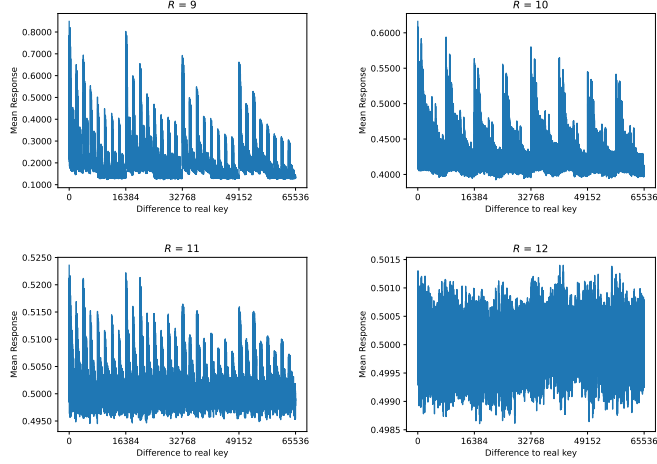 R = 9
0.8000
0.7000
0.6000
0.5000
0.4000
0.3000
0.2000
0.1000
Mean Response
0 16384 32768 49152 65536
Difference to real key
R = 10
0.6000
0.5000
0.4500
0.4000
Mean Response
0 16384 32768 49152 65536
Difference to real key
R = 11
0.5250
0.5200
0.5150
0.5100
0.5050
0.5000
0.4950
Mean Response
0 16384 32768 49152 65536
Difference to real key
R = 12
0.5015
0.5010
0.5005
0.5000
0.4995
0.4990
0.4985
Mean Response
0 16384 32768 49152 65536
Difference to real key